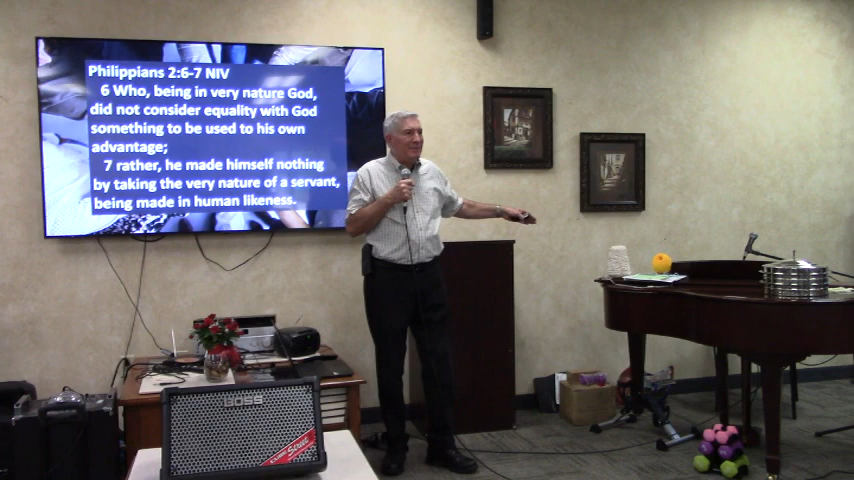 Philippians 2:6-7 NIV
6 Who, being in very nature God,
did not consider equality with God
something to be used to his own
advantage;
7 rather, he made himself nothing
by taking the very nature of a servant,
being made in human likeness.
BOSS
CUBE Street